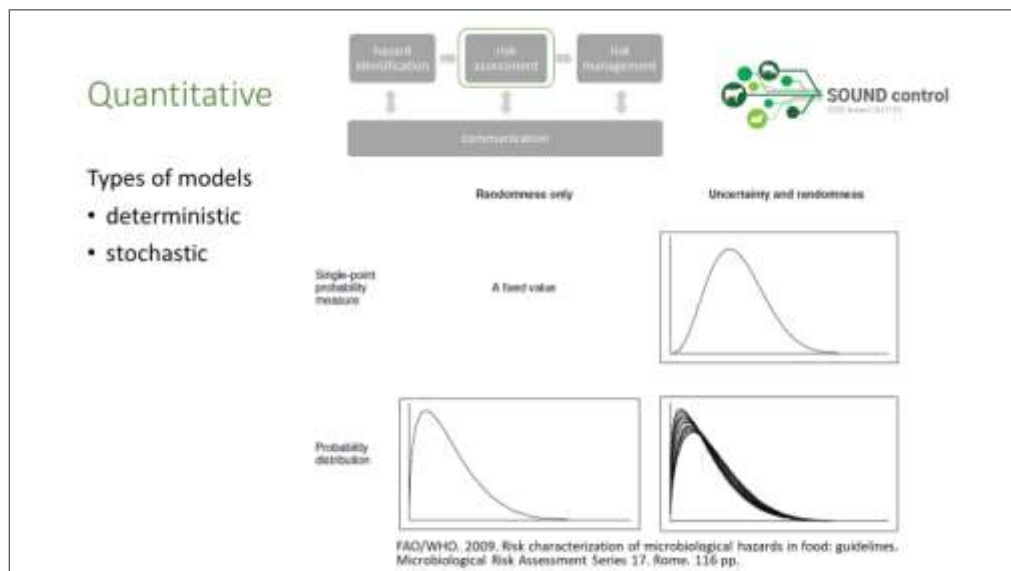 hazard
identification
risk
assessment
risk
management
communication
Quantitative
SOUND control
Types of models
• deterministic
• stochastic
Randomness only
Uncertainty and randomness
Single-point
probability
measure
A fixed value
Probability
distribution
FAO/WHO. 2009. Risk characterization of microbiological hazards in food: guidelines.
Microbiological Risk Assessment Series 17. Rome. 116 pp.